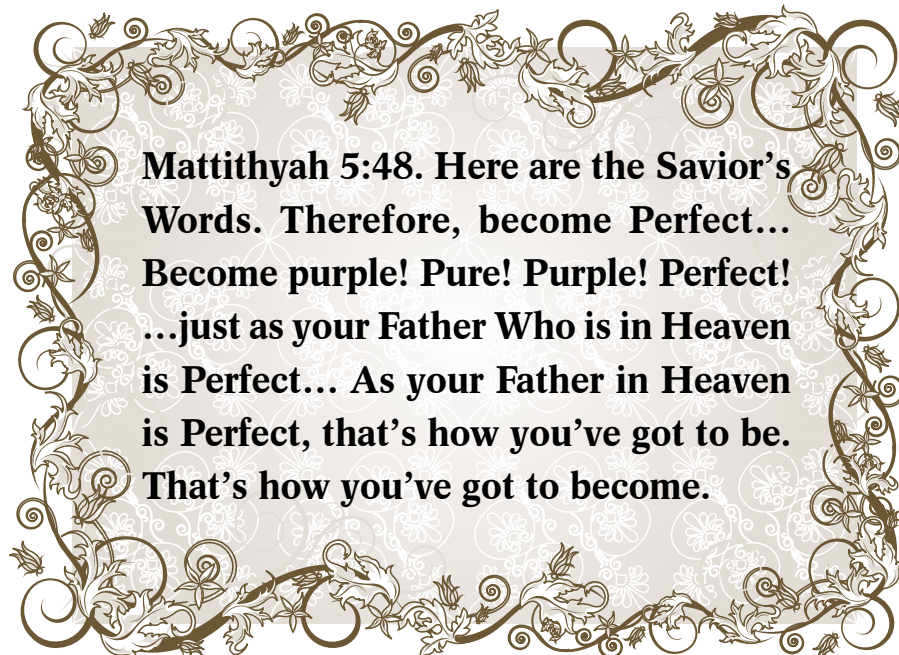 Mattithyah 5:48. Here are the Savior’s
Words. Therefore, become Perfect…
Become purple! Pure! Purple! Perfect!
…just as your Father Who is in Heaven
is Perfect… As your Father in Heaven
is Perfect, that’s how you’ve got to be.
That’s how you’ve got to become.